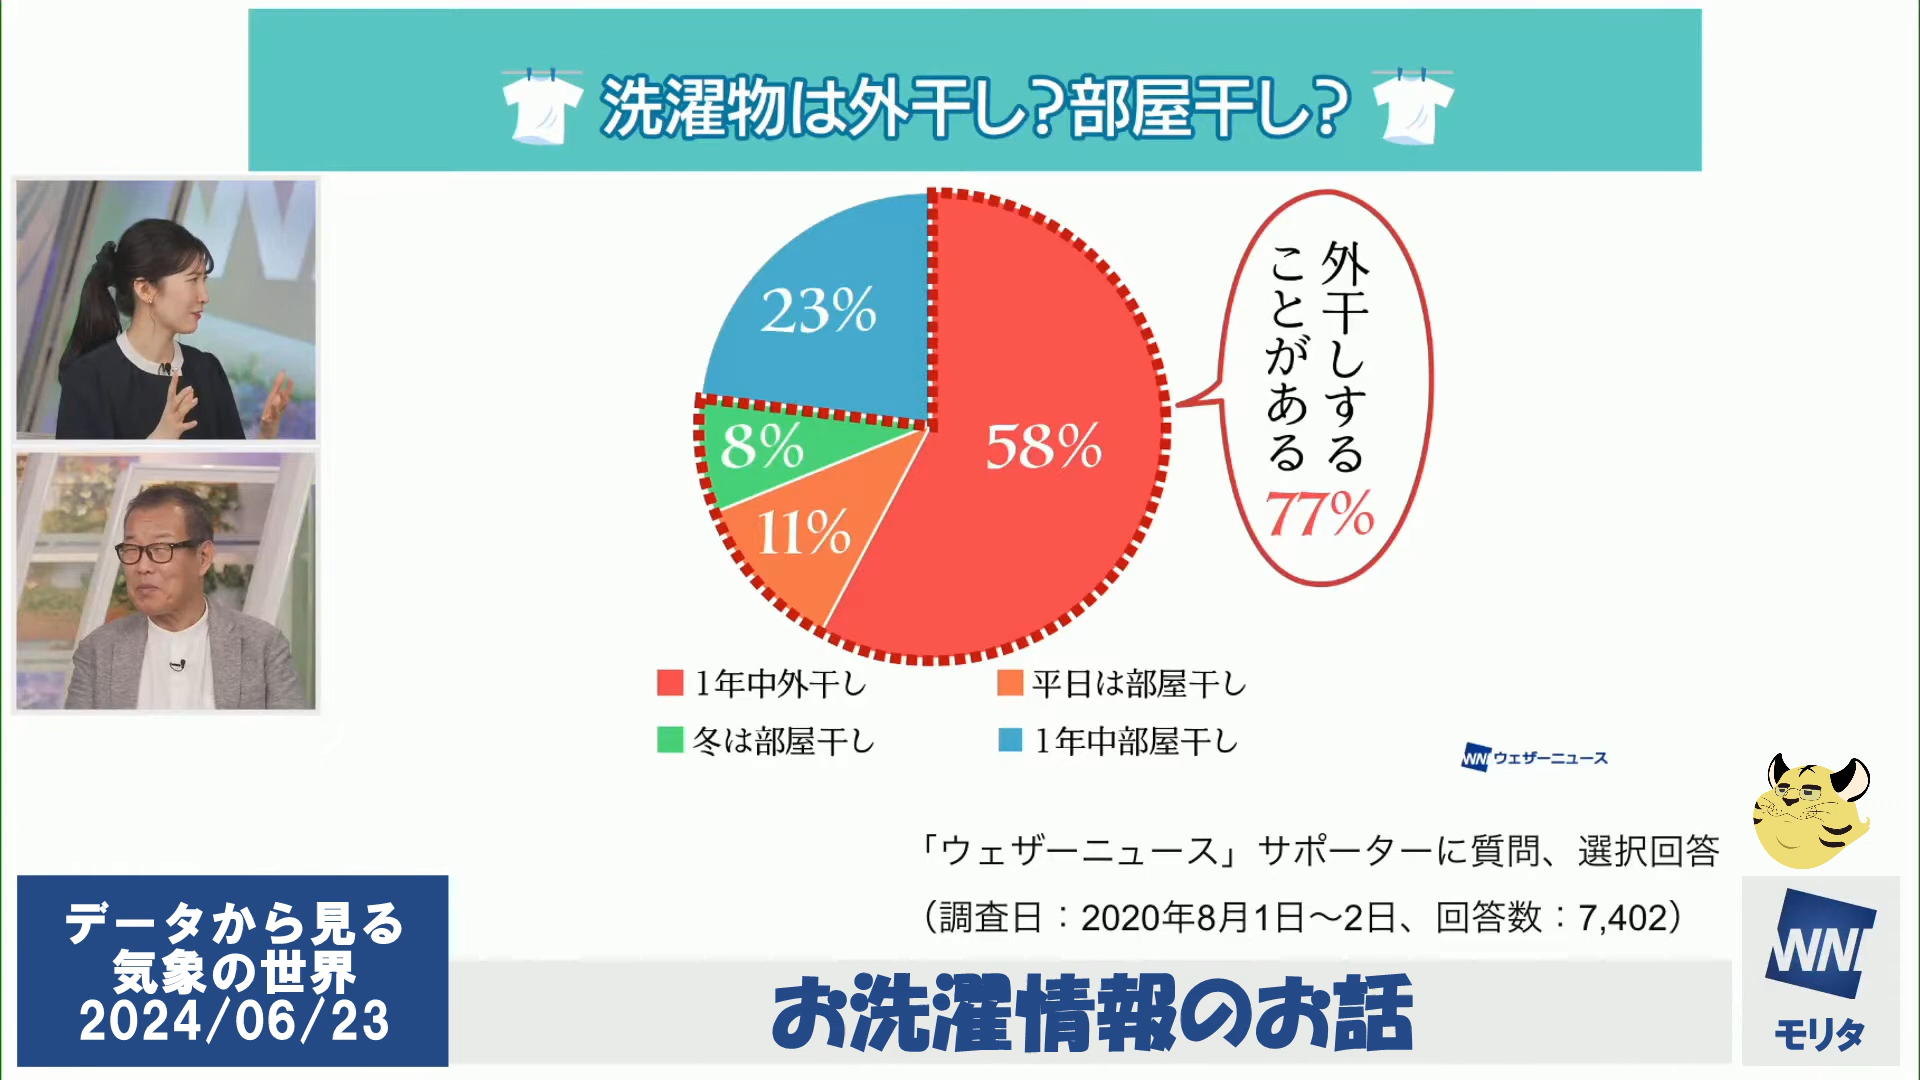 洗濯物は外干し?部屋干し?
23%
58%
8%
11%
外干しする
ことがある
77%
1年中外干し
平日は部屋干し
冬は部屋干し
1年中部屋干し
WNI ウェザーニュース
「ウェザーニュース」サポーターに質問、選択回答
（調査日：2020年8月1日〜2日、回答数：7,402）
データから見る
気象の世界
2024/06/23
お洗濯情報のお話
WNI
モリタ